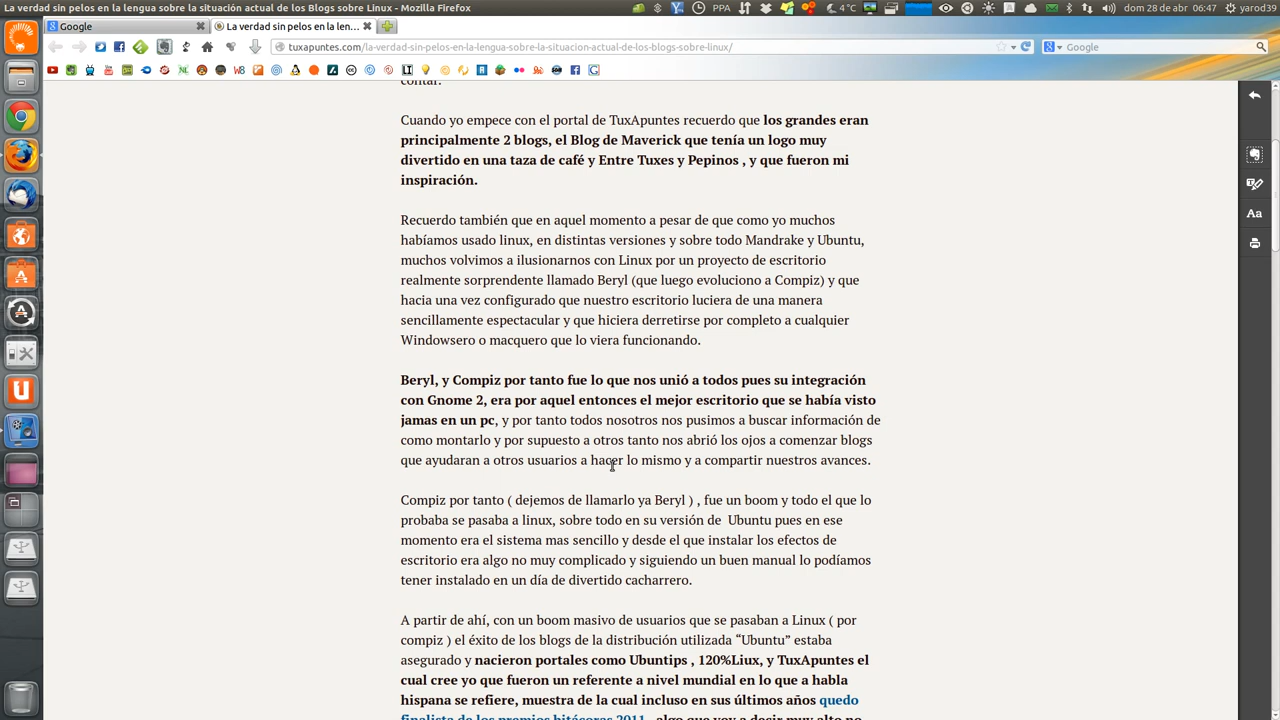 La verdad sin pelos en la lengua sobre la situación actual de los Blogs sobre Linux - Mozilla Firefox
PPA
4°C
dom 28 de abr
06:47
yarod39
Google
La verdad sin pelos en la len...
tuxapuntes.com/la-verdad-sin-pelos-en-la-lengua-sobre-la-situacion-actual-de-los-blogs-sobre-linux/
Google
contar.
Cuando yo empece con el portal de TuxApuntes recuerdo que los grandes eran
principalmente 2 blogs, el Blog de Maverick que tenía un logo muy
divertido en una taza de café y Entre Tuxes y Pepinos , y que fueron mi
inspiración.
Recuerdo también que en aquel momento a pesar de que como yo muchos
habíamos usado linux, en distintas versiones y sobre todo Mandrake y Ubuntu,
muchos volvimos a ilusionarnos con Linux por un proyecto de escritorio
realmente sorprendente llamado Beryl (que luego evoluciono a Compiz) y que
hacia una vez configurado que nuestro escritorio luciera de una manera
sencillamente espectacular y que hiciera derretirse por completo a cualquier
Windowsero o macquero que lo viera funcionando.
Beryl, y Compiz por tanto fue lo que nos unió a todos pues su integración
con Gnome 2, era por aquel entonces el mejor escritorio que se había visto
jamas en un pc, y por tanto todos nosotros nos pusimos a buscar información de
como montarlo y por supuesto a otros tanto nos abrió los ojos a comenzar blogs
que ayudaran a otros usuarios a hacer lo mismo y a compartir nuestros avances.
Compiz por tanto ( dejemos de llamarlo ya Beryl ) , fue un boom y todo el que lo
probaba se pasaba a linux, sobre todo en su versión de Ubuntu pues en ese
momento era el sistema mas sencillo y desde el que instalar los efectos de
escritorio era algo no muy complicado y siguiendo un buen manual lo podíamos
tener instalado en un día de divertido cacharrero.
A partir de ahí, con un boom masivo de usuarios que se pasaban a Linux ( por
compiz ) el éxito de los blogs de la distribución utilizada “Ubuntu” estaba
asegurado y nacieron portales como Ubuntips , 120%Liux, y TuxApuntes el
cual cree yo que fueron un referente a nivel mundial en lo que a habla
hispana se refiere, muestra de la cual incluso en sus últimos años quedo
finalista de los premios bitácoras 2011 , algo que voy a decir muy alto no
Aa